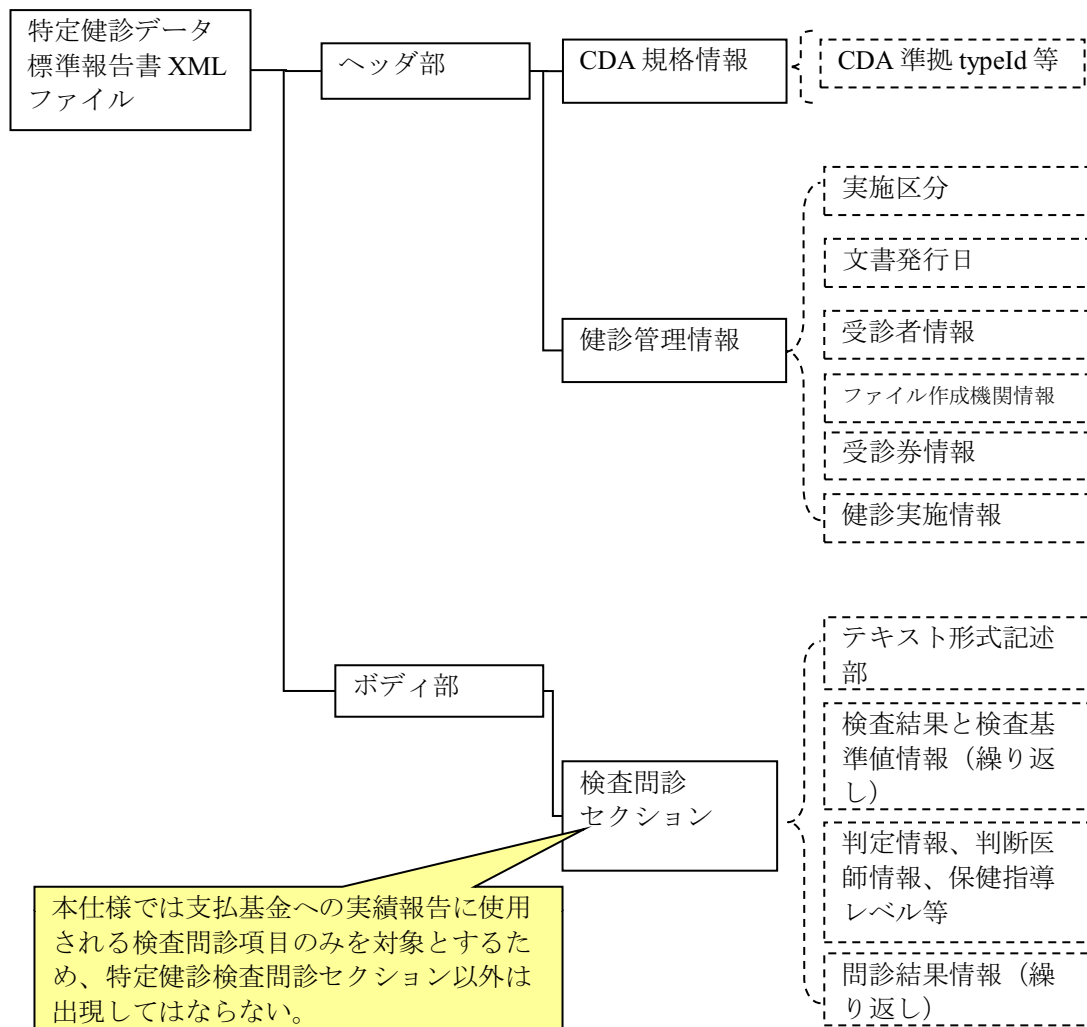 特定健診データ
標準報告書 XML
ファイル
ヘッダ部
CDA 規格情報
CDA 準拠 typeId 等
健診管理情報
実施区分
文書発行日
受診者情報
ファイル作成機関情報
受診券情報
健診実施情報
ボディ部
検査問診
セクション
テキスト形式記述
部
検査結果と検査基
準値情報（繰り返
し）
判定情報、判断医
師情報、保健指導
レベル等
問診結果情報（繰
り返し）
本仕様では支払基金への実績報告に使用
される検査問診項目のみを対象とするた
め、特定健診検査問診セクション以外は
出現してはならない。